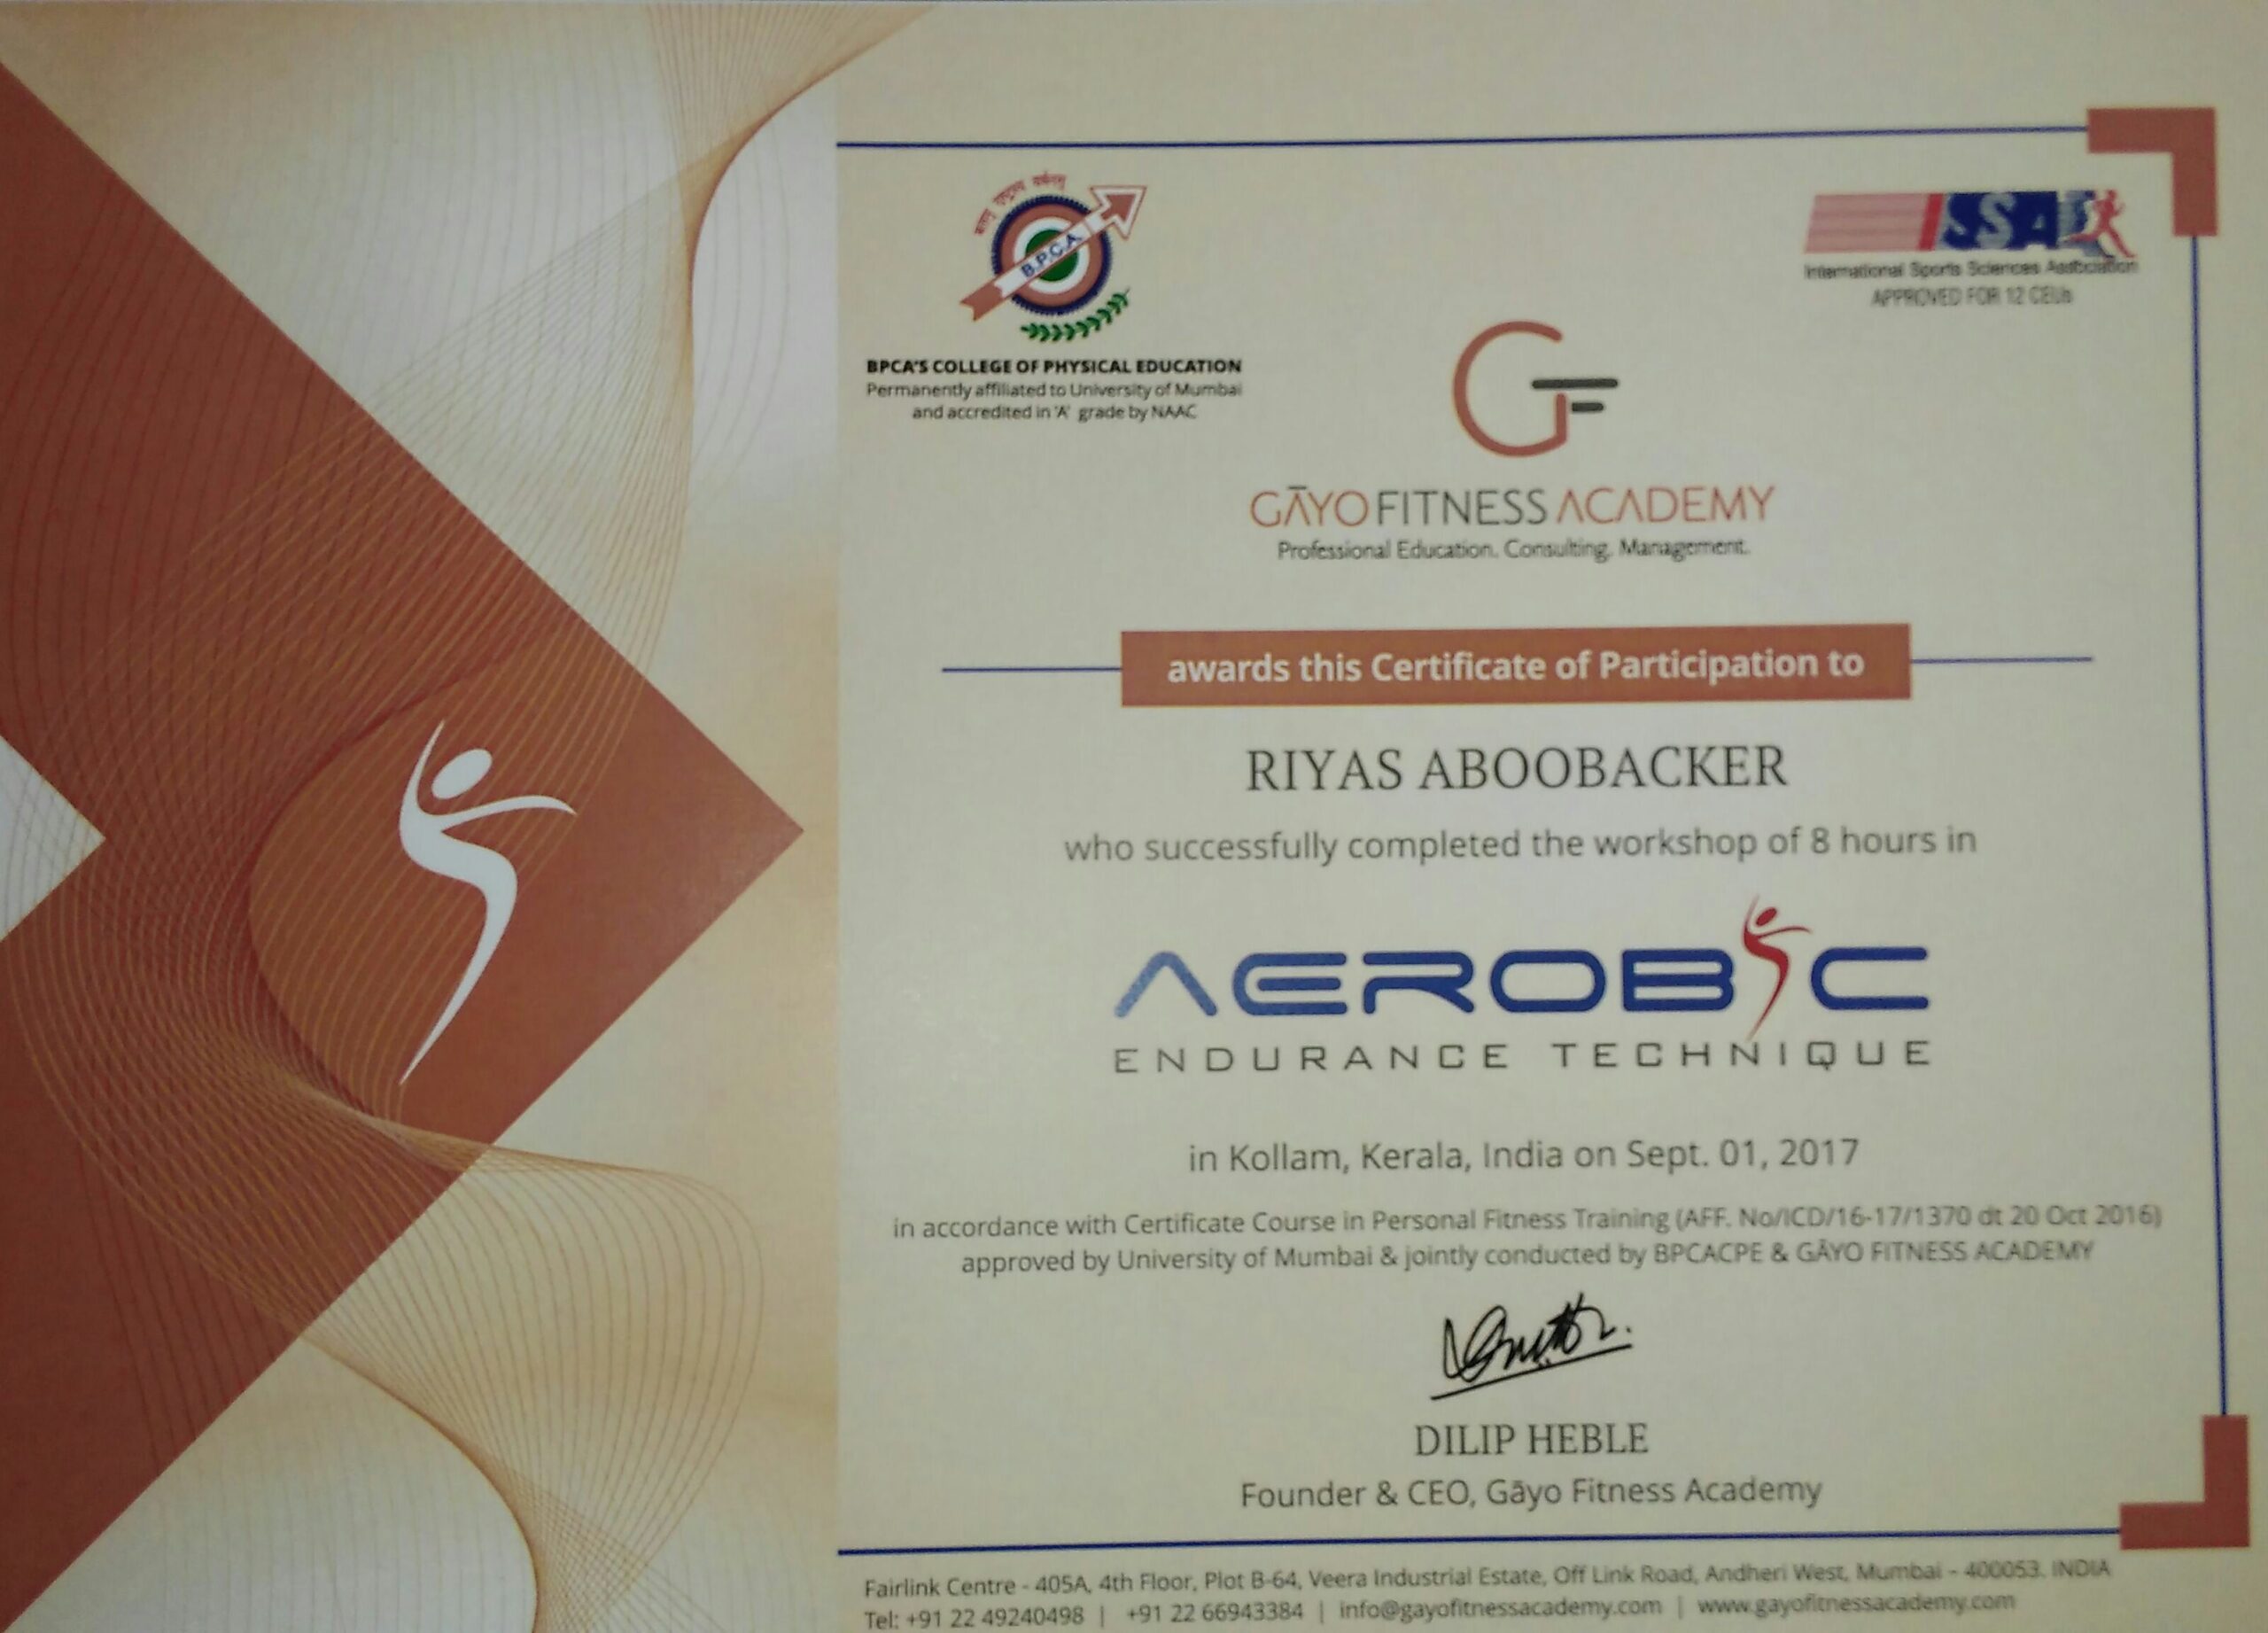 B.P.C.A.
BPCA'S COLLEGE OF PHYSICAL EDUCATION
Permanently affiliated to University of Mumbai
and accredited in 'A' grade by NAAC
ISSA
International Sports Sciences Association
APPROVED FOR 12 CEUs
GĀYO FITNESS ACADEMY
Professional Education. Consulting. Management.
awards this Certificate of Participation to
RIYAS ABOOBACKER
who successfully completed the workshop of 8 hours in
AEROBIC
ENDURANCE TECHNIQUE
in Kollam, Kerala, India on Sept. 01, 2017
in accordance with Certificate Course in Personal Fitness Training (AFF. No/ICD/16-17/1370 dt 20 Oct 2016)
approved by University of Mumbai & jointly conducted by BPCACPE & GĀYO FITNESS ACADEMY
DILIP HEBLE
Founder & CEO, Gāyo Fitness Academy
Fairlink Centre - 405A, 4th Floor, Plot B-64, Veera Industrial Estate, Off Link Road, Andheri West, Mumbai - 400053. INDIA
Tel: +91 22 49240498 | +91 22 66943384 | info@gayofitnessacademy.com | www.gayofitnessacademy.com